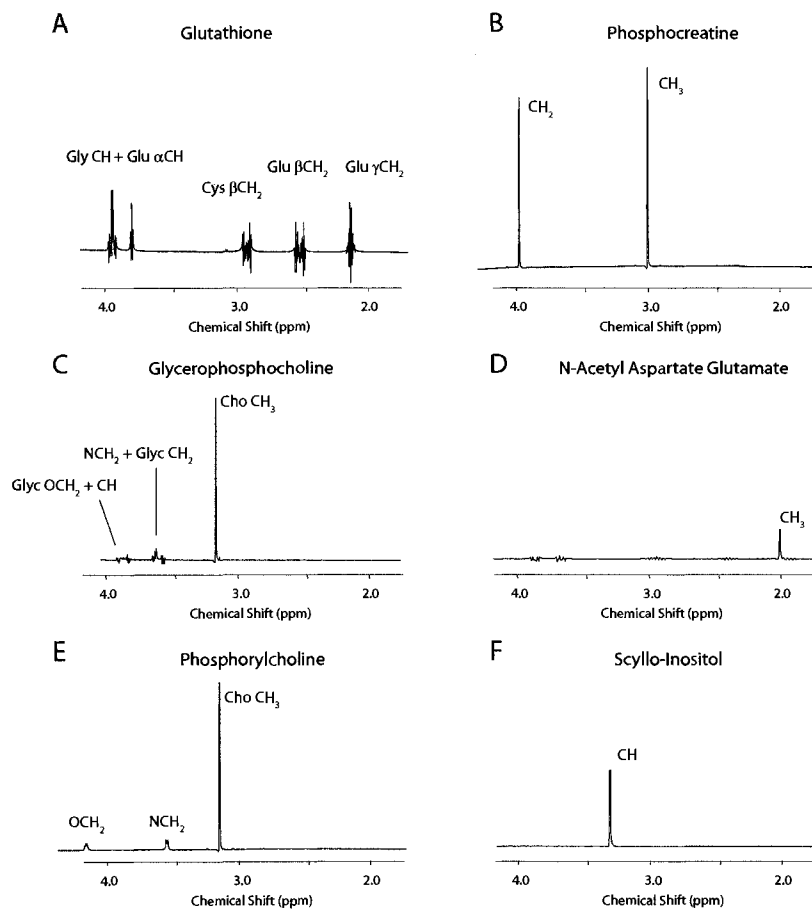 A
Glutathione
Gly CH + Glu αCH
Cys βCH₂
Glu βCH₂
Glu γCH₂
4.0 3.0 2.0
Chemical Shift (ppm)
B
Phosphocreatine
CH₂
CH₃
4.0 3.0 2.0
Chemical Shift (ppm)
C
Glycerophosphocholine
Cho CH₃
NCH₂ + Glyc CH₂
Glyc OCH₂ + CH
4.0 3.0 2.0
Chemical Shift (ppm)
D
N-Acetyl Aspartate Glutamate
CH₃
4.0 3.0 2.0
Chemical Shift (ppm)
E
Phosphorylcholine
Cho CH₃
OCH₂
NCH₂
4.0 3.0 2.0
Chemical Shift (ppm)
F
Scyllo-Inositol
CH
4.0 3.0 2.0
Chemical Shift (ppm)